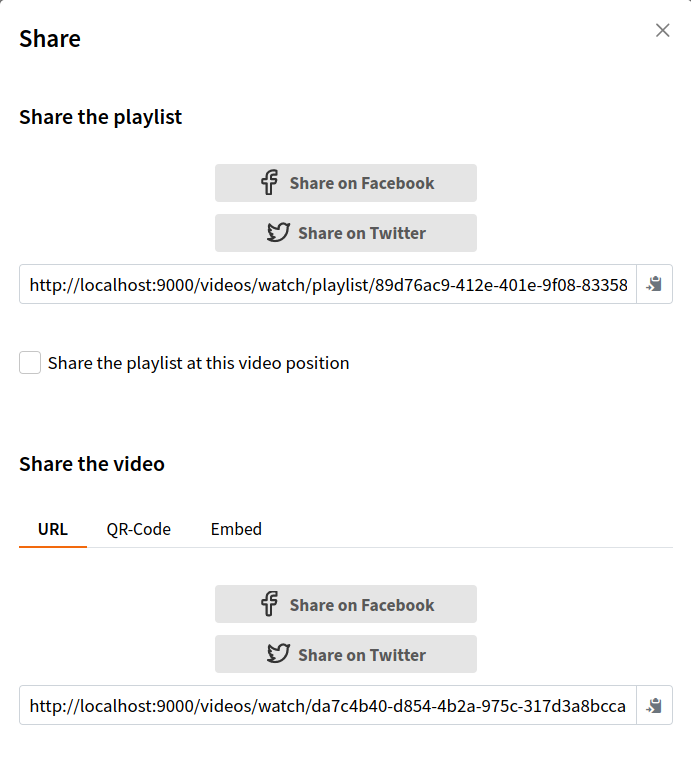 Share
Share the playlist
Share on Facebook
Share on Twitter
http://localhost:9000/videos/watch/playlist/89d76ac9-412e-401e-9f08-83358
Share the playlist at this video position
Share the video
URL QR-Code Embed
Share on Facebook
Share on Twitter
http://localhost:9000/videos/watch/da7c4b40-d854-4b2a-975c-317d3a8bcca